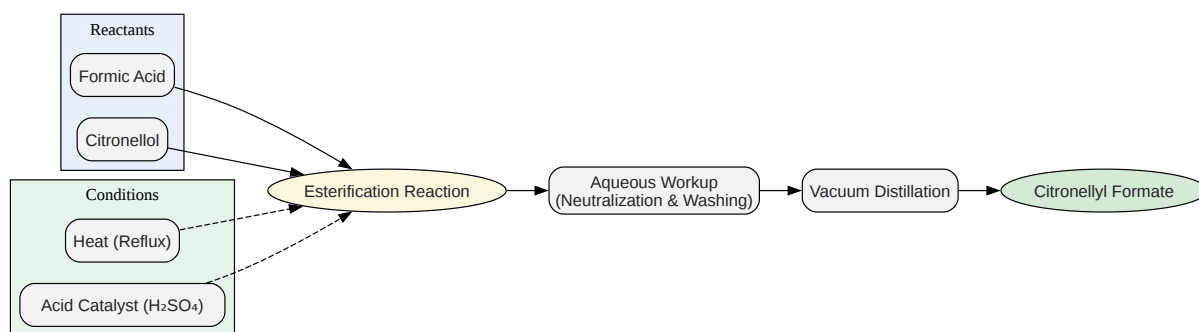 Reactants
Formic Acid
Citronellol
Conditions
Heat (Reflux)
Acid Catalyst (H₂SO₄)
Esterification Reaction
Aqueous Workup
(Neutralization & Washing)
Vacuum Distillation
Citronellyl Formate